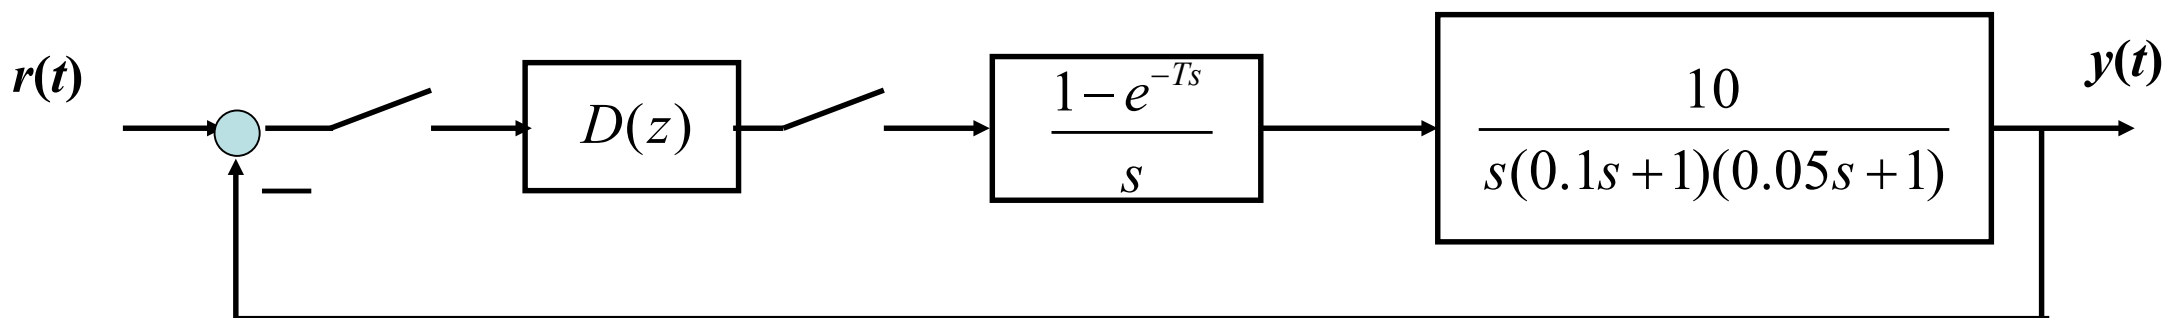 r(t)
D(z)
1−e^{−Ts}
s
10
s(0.1s+1)(0.05s+1)
y(t)
−